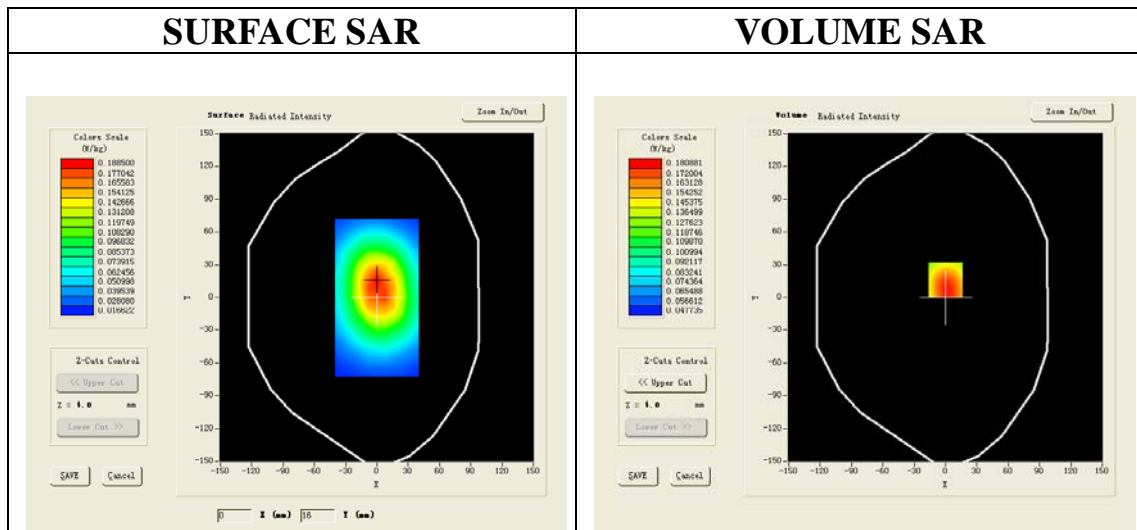 SURFACE SAR
VOLUME SAR
Surface Radiated Intensity
Zoom In/Out
Colors Scale
(W/kg)
0.188500
0.177042
0.165583
0.154125
0.142666
0.131208
0.119749
0.108290
0.096832
0.085373
0.073915
0.062456
0.050998
0.039539
0.028080
0.016622
Z-Cuts Control
<< Upper Cut
Z = 4.0 mm
Lower Cut >>
SAVE Cancel
150
120
90
60
30
0
-30
-60
-90
-120
-150
Y
-150 -120 -90 -60 -30 0 30 60 90 120 150
X
0 X (mm) 16 Y (mm)
Volume Radiated Intensity
Zoom In/Out
Colors Scale
(W/kg)
0.180881
0.172004
0.163128
0.154252
0.145375
0.136499
0.127623
0.118746
0.109870
0.100994
0.092117
0.083241
0.074364
0.065488
0.056612
0.047735
Z-Cuts Control
<< Upper Cut
Z = 4.0 mm
Lower Cut >>
SAVE Cancel
150
120
90
60
30
0
-30
-60
-90
-120
-150
Y
-150 -120 -90 -60 -30 0 30 60 90 120 150
X